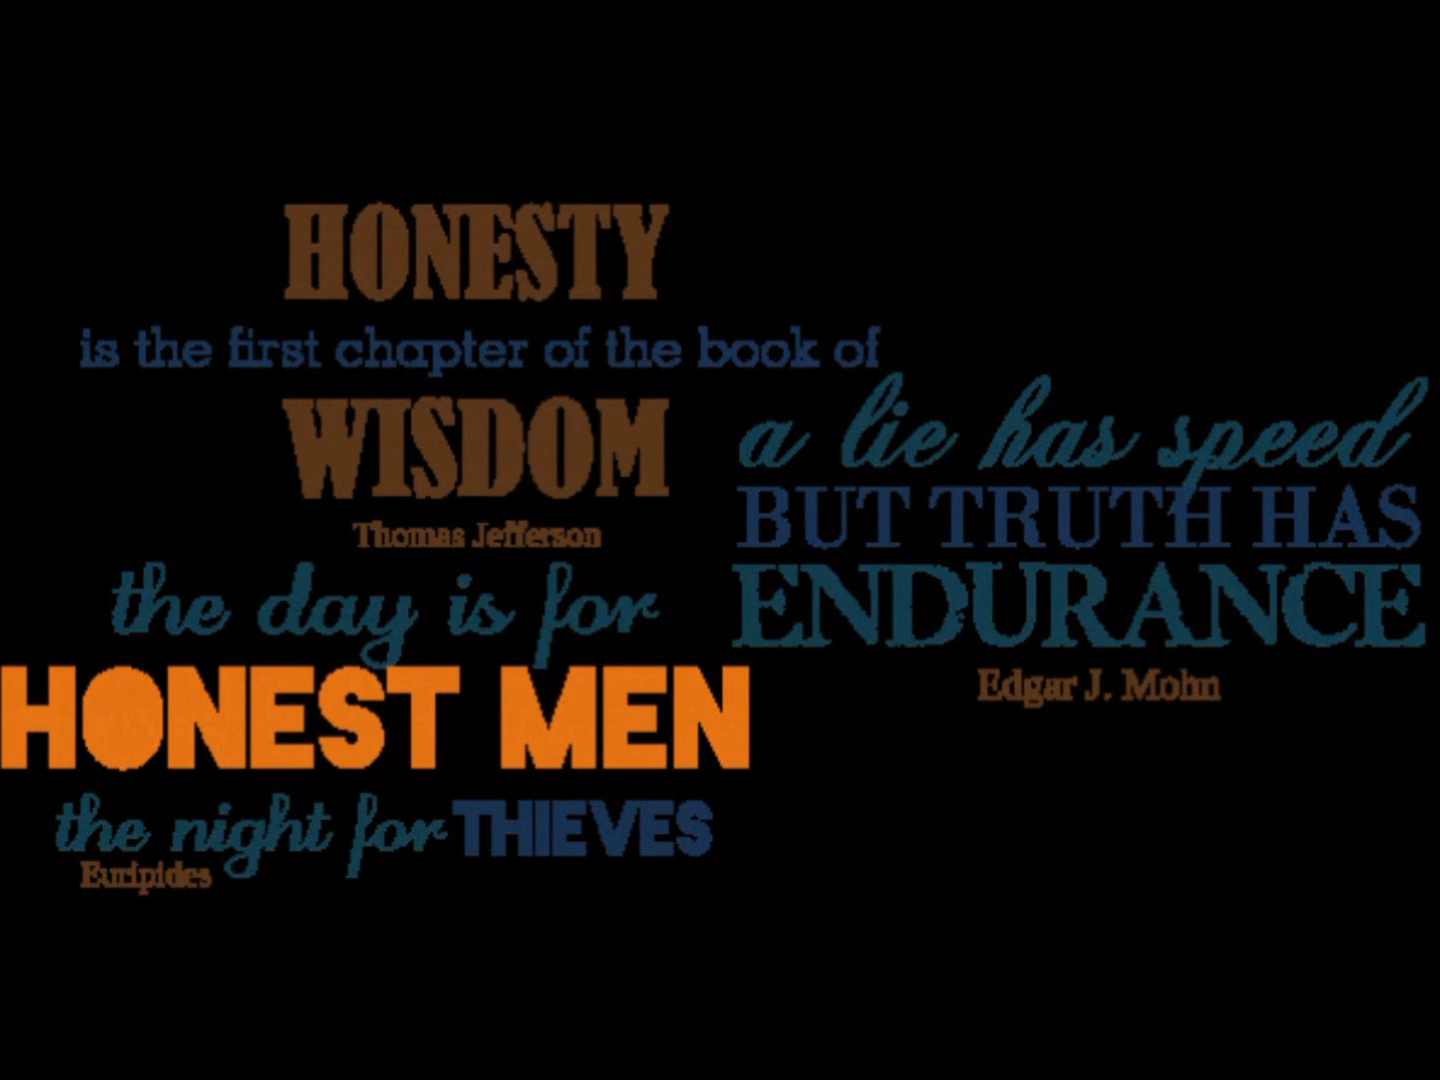 HONESTY
is the first chapter of the book of
WISDOM
Thomas Jefferson
a lie has speed
BUT TRUTH HAS
ENDURANCE
Edgar J. Mohn
the day is for
HONEST MEN
the night for THIEVES
Euripides